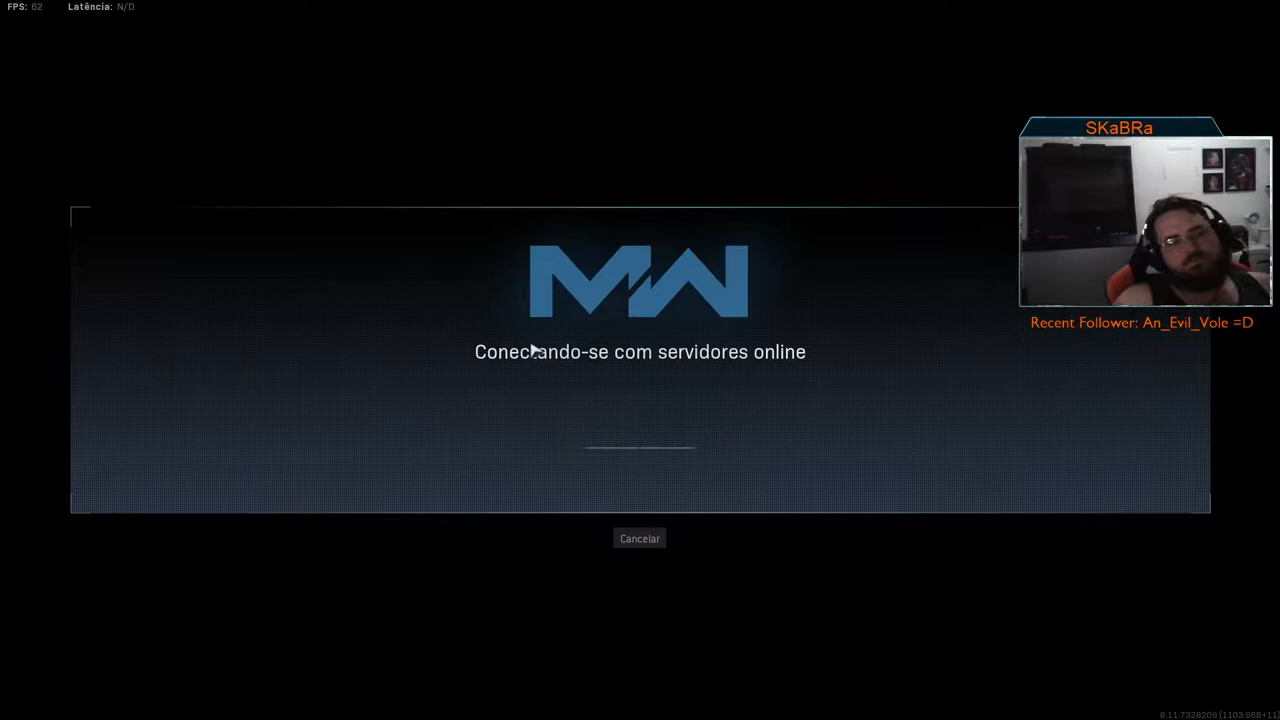 FPS: 62 Latência: N/D
SKaBRa
MW
Recent Follower: An_Evil_Vole =D
Conectando-se com servidores online
Cancelar